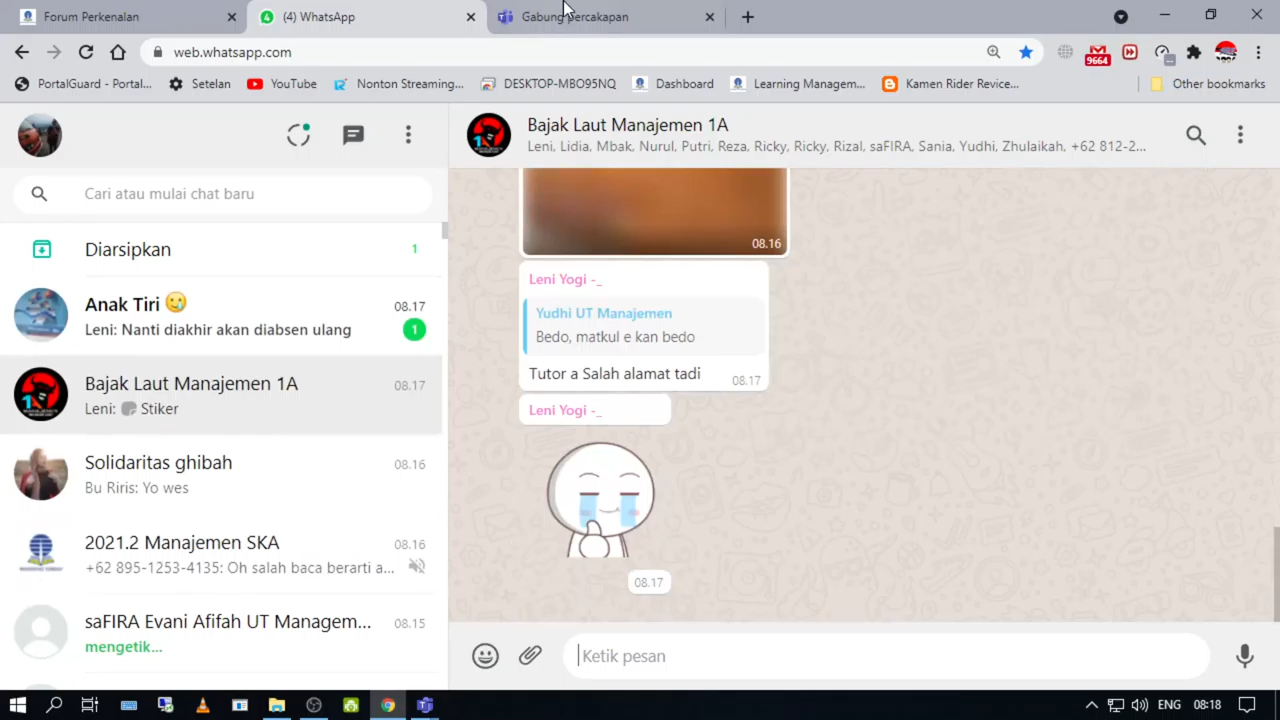 Forum Perkenalan
(4) WhatsApp
Gabung Percakapan
web.whatsapp.com
9664
PortalGuard - Portal...
Setelan
YouTube
Nonton Streaming...
DESKTOP-MBO95NQ
Dashboard
Learning Managem...
Kamen Rider Revice...
Other bookmarks
Bajak Laut Manajemen 1A
Leni, Lidia, Mbak, Nurul, Putri, Reza, Ricky, Ricky, Rizal, saFIRA, Sania, Yudhi, Zhulaikah, +62 812-2...
Cari atau mulai chat baru
Diarsipkan
1
Anak Tiri 🥲
08.17
Leni: Nanti diakhir akan diabsen ulang
1
Bajak Laut Manajemen 1A
08.17
Leni: Stiker
Solidaritas ghibah
08.16
Bu Riris: Yo wes
2021.2 Manajemen SKA
08.16
+62 895-1253-4135: Oh salah baca berarti a...
saFIRA Evani Afifah UT Managem...
08.15
mengetik...
08.16
Leni Yogi -_
Yudhi UT Manajemen
Bedo, matkul e kan bedo
Tutor a Salah alamat tadi
08.17
Leni Yogi -_
08.17
Ketik pesan
ENG
08:18